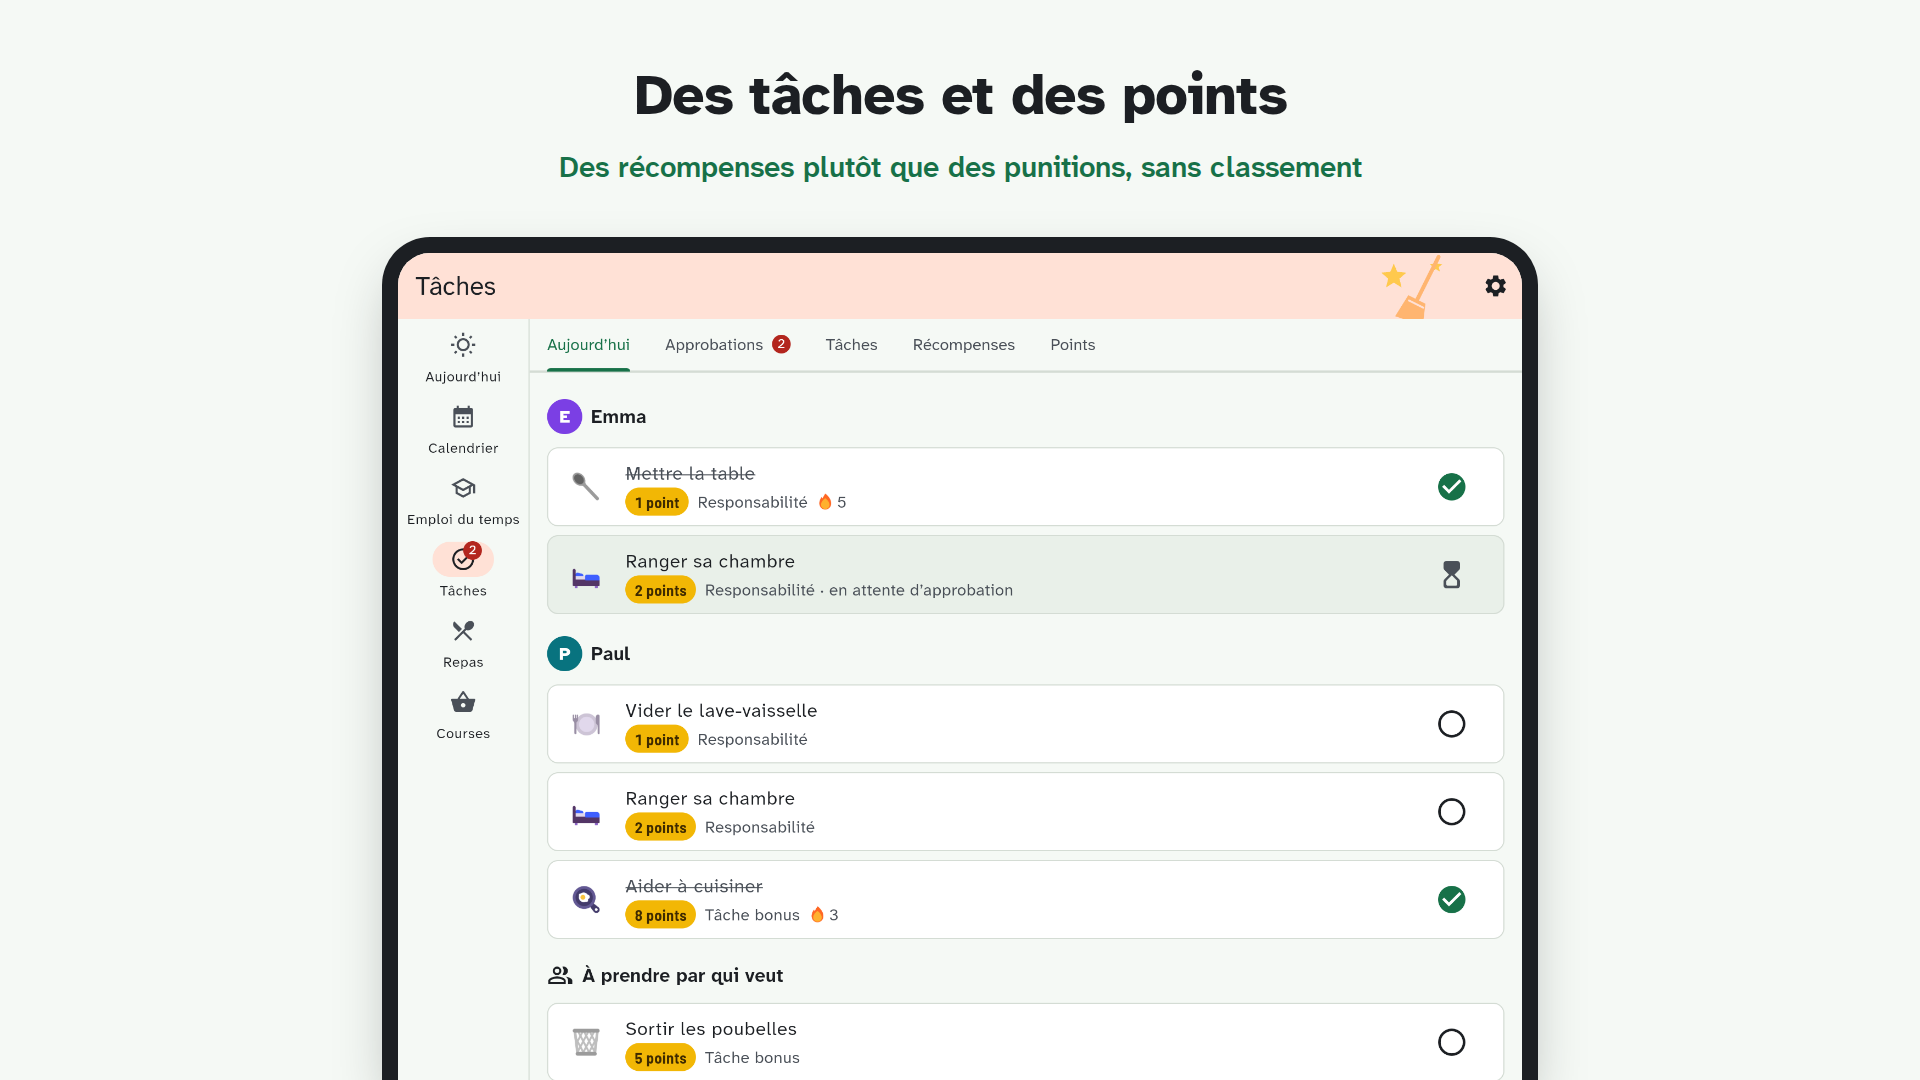 Des tâches et des points
Des récompenses plutôt que des punitions, sans classement
Tâches
Aujourd’hui
Calendrier
Emploi du temps
2
Tâches
Repas
Courses
Aujourd’hui
Approbations 2
Tâches
Récompenses
Points
E Emma
Mettre la table
1 point Responsabilité 🔥 5
Ranger sa chambre
2 points Responsabilité · en attente d’approbation
P Paul
Vider le lave-vaisselle
1 point Responsabilité
Ranger sa chambre
2 points Responsabilité
Aider à cuisiner
8 points Tâche bonus 🔥 3
À prendre par qui veut
Sortir les poubelles
5 points Tâche bonus